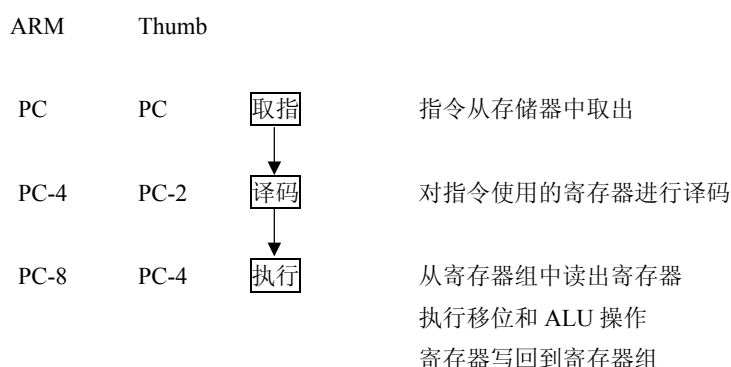 ARM Thumb
PC PC 取指 指令从存储器中取出
PC-4 PC-2 译码 对指令使用的寄存器进行译码
PC-8 PC-4 执行 从寄存器组中读出寄存器
执行移位和 ALU 操作
寄存器写回到寄存器组